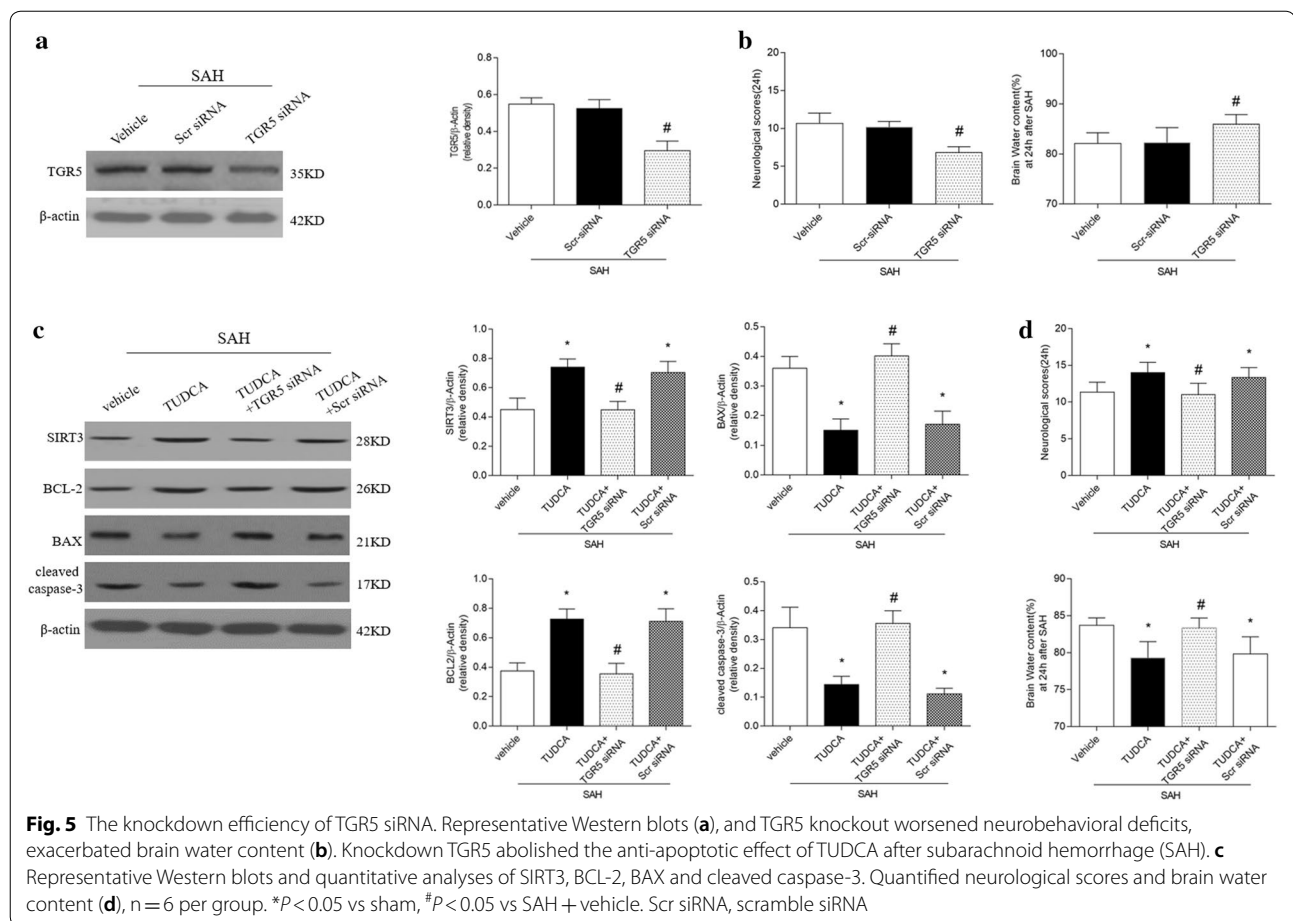 a
SAH
Vehicle
Scr siRNA
TGR5 siRNA
TGR5
35KD
β-actin
42KD
TGR5/β-Actin
(relative density)
0.8
0.6
0.4
0.2
0.0
#
Vehicle
Scr-siRNA
TGR5 siRNA
SAH
b
Neurological scores(24h)
20
15
10
5
0
#
Vehicle
Scr-siRNA
TGR5 siRNA
SAH
Brain Water content(%)
at 24h after SAH
100
90
80
70
#
Vehicle
Scr-siRNA
TGR5 siRNA
SAH
c
SAH
vehicle
TUDCA
TUDCA
+TGR5 siRNA
TUDCA
+Scr siRNA
SIRT3
28KD
BCL-2
26KD
BAX
21KD
cleaved
caspase-3
17KD
β-actin
42KD
SIRT3/β-Actin
(relative density)
1.0
0.8
0.6
0.4
0.2
0.0
*
#
*
vehicle
TUDCA
TUDCA+
TGR5 siRNA
TUDCA+
Scr siRNA
SAH
BAX/β-Actin
(relative density)
0.5
0.4
0.3
0.2
0.1
0.0
*
#
*
vehicle
TUDCA
TUDCA+
TGR5 siRNA
TUDCA+
Scr siRNA
SAH
d
Neurological scores(24h)
20
15
10
5
0
*
#
*
vehicle
TUDCA
TUDCA+
TGR5 siRNA
TUDCA+
Scr siRNA
SAH
BCL2/β-Actin
(relative density)
1.0
0.8
0.6
0.4
0.2
0.0
*
#
*
vehicle
TUDCA
TUDCA+
TGR5 siRNA
TUDCA+
Scr siRNA
SAH
cleaved caspase-3/β-Actin
(relative density)
0.5
0.4
0.3
0.2
0.1
0.0
*
#
*
vehicle
TUDCA
TUDCA+
TGR5 siRNA
TUDCA+
Scr siRNA
SAH
Brain Water content(%)
at 24h after SAH
90
85
80
75
70
*
#
*
vehicle
TUDCA
TUDCA+
TGR5 siRNA
TUDCA+
Scr siRNA
SAH
Fig. 5 The knockdown efficiency of TGR5 siRNA. Representative Western blots (a), and TGR5 knockout worsened neurobehavioral deficits,
exacerbated brain water content (b). Knockdown TGR5 abolished the anti-apoptotic effect of TUDCA after subarachnoid hemorrhage (SAH). c
Representative Western blots and quantitative analyses of SIRT3, BCL-2, BAX and cleaved caspase-3. Quantified neurological scores and brain water
content (d), n = 6 per group. *P < 0.05 vs sham, #P < 0.05 vs SAH + vehicle. Scr siRNA, scramble siRNA